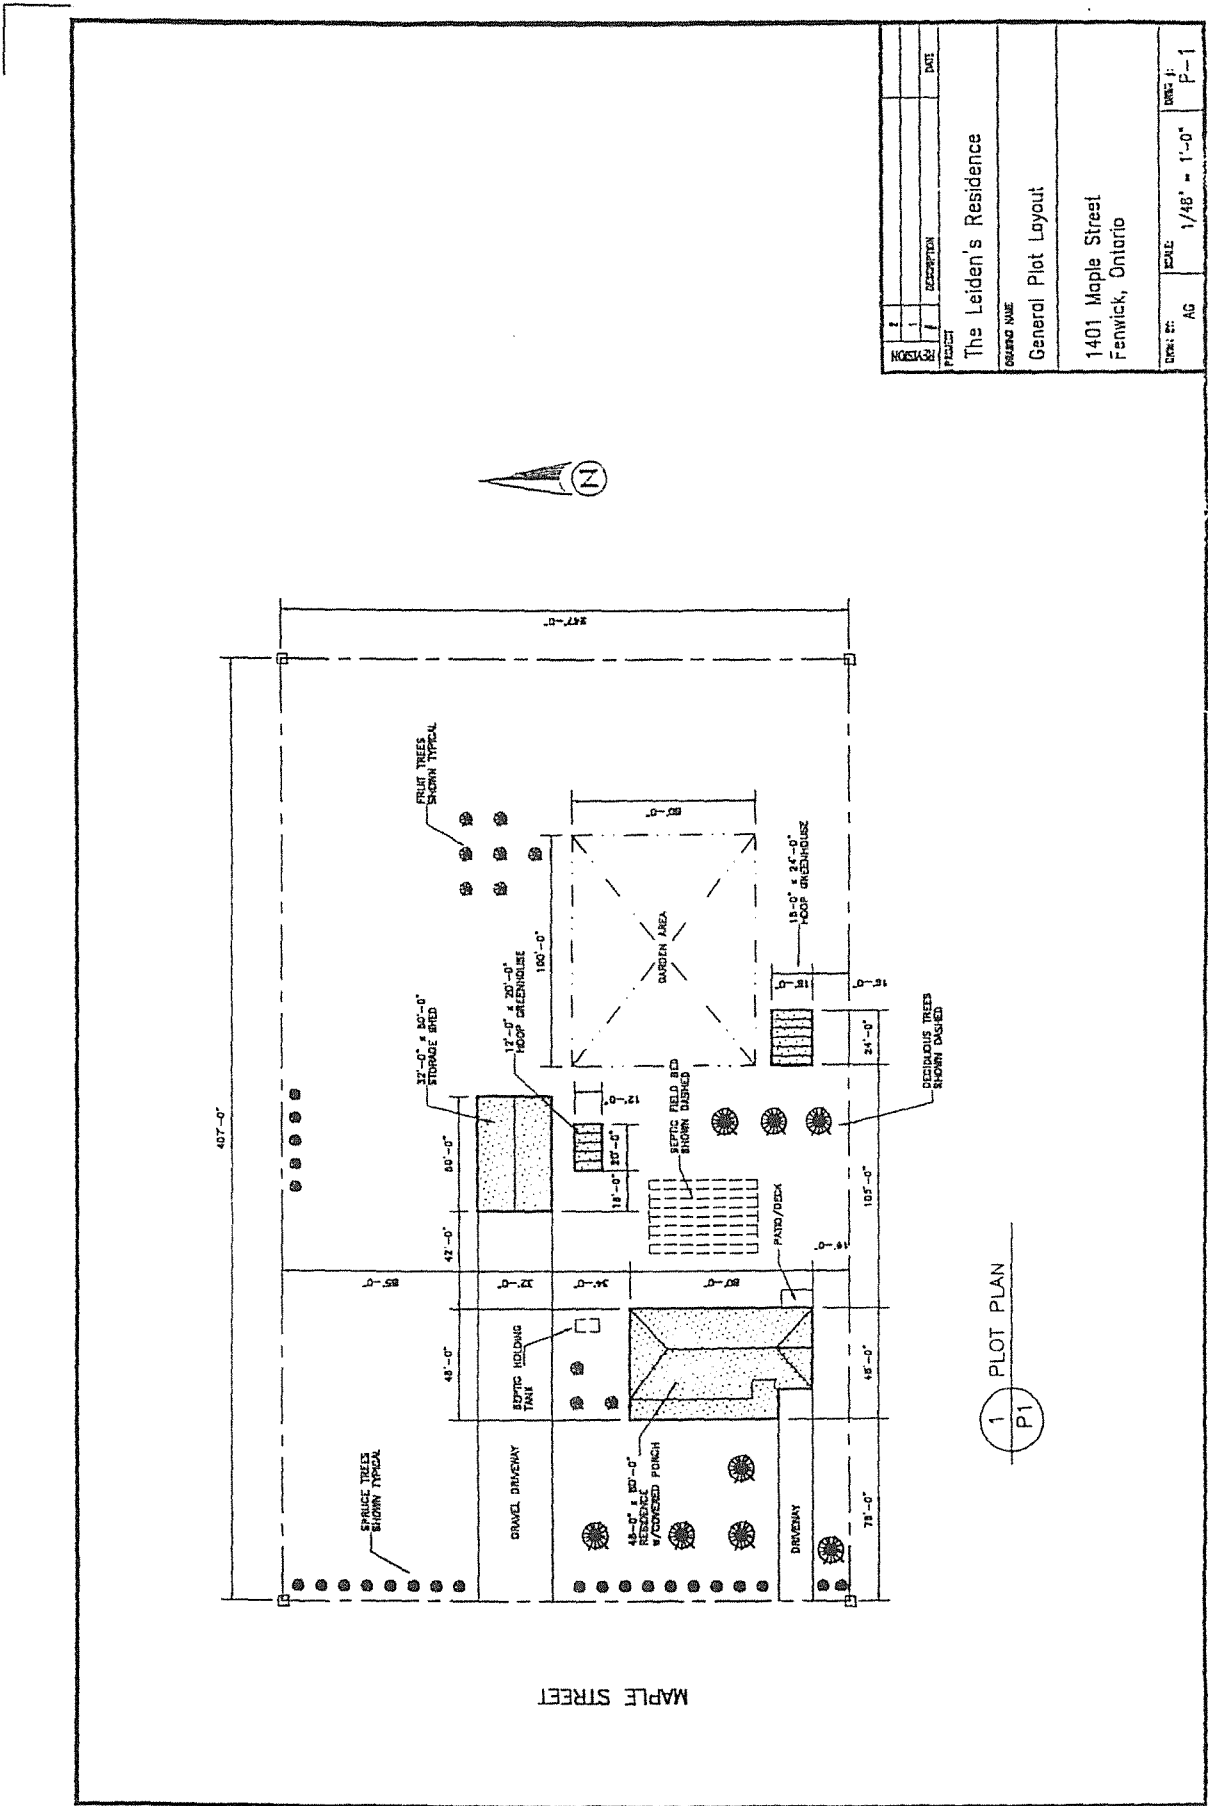 MAPLE STREET
407'-0"
247'-0"
SPRUCE TREES
SHOWN TYPICAL
FRUIT TREES
SHOWN TYPICAL
32'-0" x 50'-0"
STORAGE SHED
12'-0" x 20'-0"
HOOP GREENHOUSE
100'-0"
80'-0"
GARDEN AREA
18'-0" x 24'-0"
HOOP GREENHOUSE
48'-0"
42'-0"
50'-0"
85'-0"
32'-0"
34'-0"
80'-0"
16'-0"
18'-0"
20'-0"
12'-0"
GRAVEL DRIVEWAY
SEPTIC HOLDING
TANK
48'-0" x 80'-0"
RESIDENCE
W/COVERED PORCH
SEPTIC FIELD BED
SHOWN DASHED
PATIO/DECK
DECIDUOUS TREES
SHOWN DASHED
DRIVEWAY
78'-0"
48'-0"
105'-0"
24'-0"
18'-0"
16'-0"
N
1
P1
PLOT PLAN
REVISION
2
1
#
DESCRIPTION
DATE
PROJECT
The Leiden's Residence
DRAWING NAME
General Plot Layout
1401 Maple Street
Fenwick, Ontario
DRWN BY:
AG
SCALE:
1/48" = 1'-0"
DRWG #:
P-1